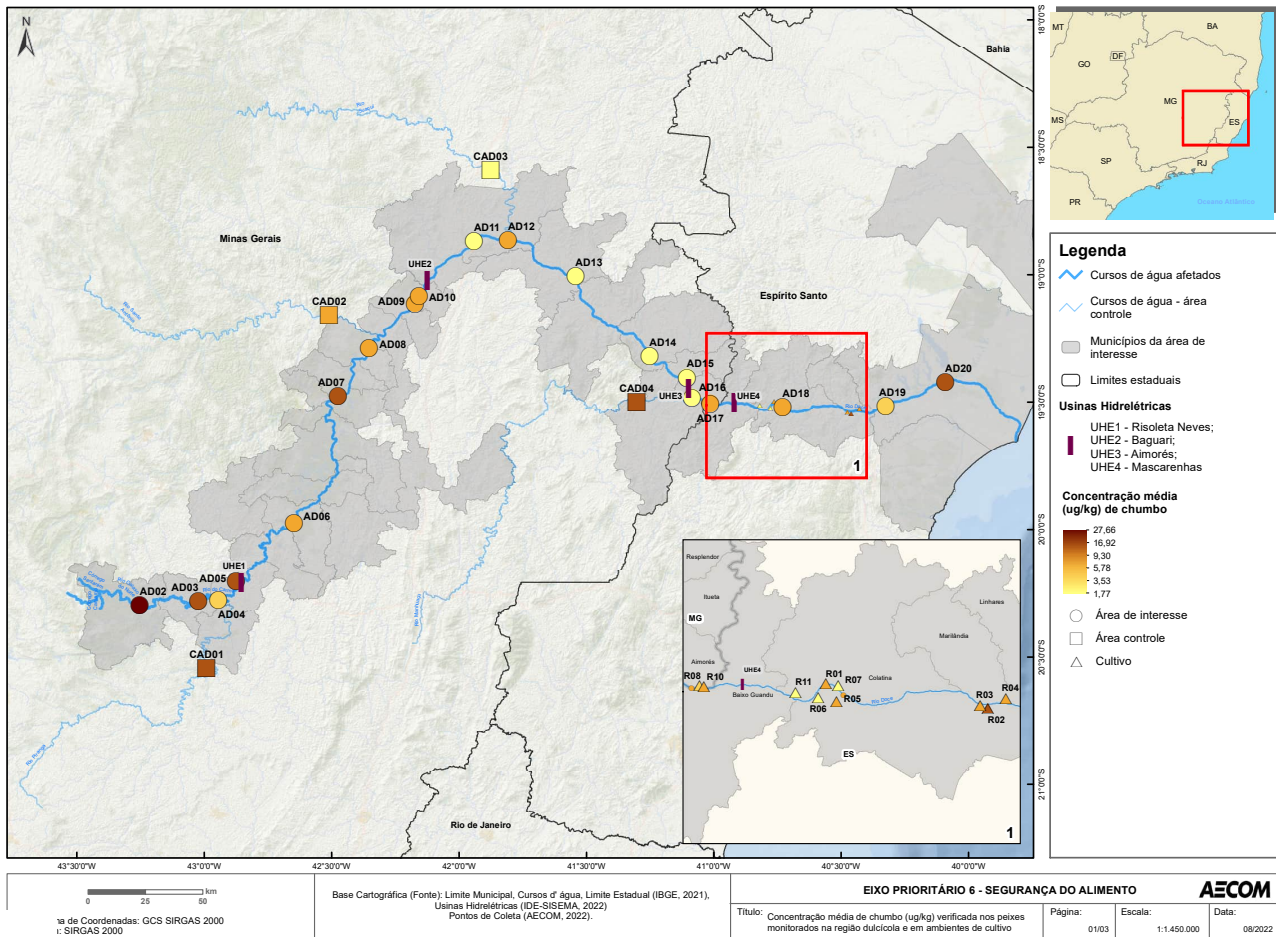 N
Bahia
Minas Gerais
Espírito Santo
Rio de Janeiro
CAD03
AD11
AD12
UHE2
AD13
CAD02
AD09
AD10
AD08
AD14
AD15
AD07
CAD04
UHE3
AD16
AD17
UHE4
AD18
AD19
AD20
1
AD06
UHE1
AD05
AD02
AD03
AD04
CAD01
Rio Piranga
Rio Manhuaçu
Resplendor
Itueta
MG
Aimorés
R08
R10
UHE4
Baixo Guandu
R11
R01
R07
R06
R05
Colatina
Rio Doce
Marilândia
Linhares
R03
R04
R02
ES
1
43°30'0"W
43°0'0"W
42°30'0"W
42°0'0"W
41°30'0"W
41°0'0"W
40°30'0"W
40°0'0"W
18°0'0"S
18°30'0"S
19°0'0"S
19°30'0"S
20°0'0"S
20°30'0"S
21°0'0"S
MT
BA
GO
DF
MG
ES
MS
SP
RJ
PR
Oceano Atlântico
Legenda
Cursos de água afetados
Cursos de água - área
controle
Municípios da área de
interesse
Limites estaduais
Usinas Hidrelétricas
UHE1 - Risoleta Neves;
UHE2 - Baguari;
UHE3 - Aimorés;
UHE4 - Mascarenhas
Concentração média
(ug/kg) de chumbo
27,66
16,92
9,30
5,78
3,53
1,77
Área de interesse
Área controle
Cultivo
km
0 25 50
de Coordenadas: GCS SIRGAS 2000
SIRGAS 2000
Base Cartográfica (Fonte): Limite Municipal, Cursos d' água, Limite Estadual (IBGE, 2021),
Usinas Hidrelétricas (IDE-SISEMA, 2022)
Pontos de Coleta (AECOM, 2022).
EIXO PRIORITÁRIO 6 - SEGURANÇA DO ALIMENTO
AECOM
Título:
Concentração média de chumbo (ug/kg) verificada nos peixes
monitorados na região dulcícola e em ambientes de cultivo
Página:
01/03
Escala:
1:1.450.000
Data:
08/2022